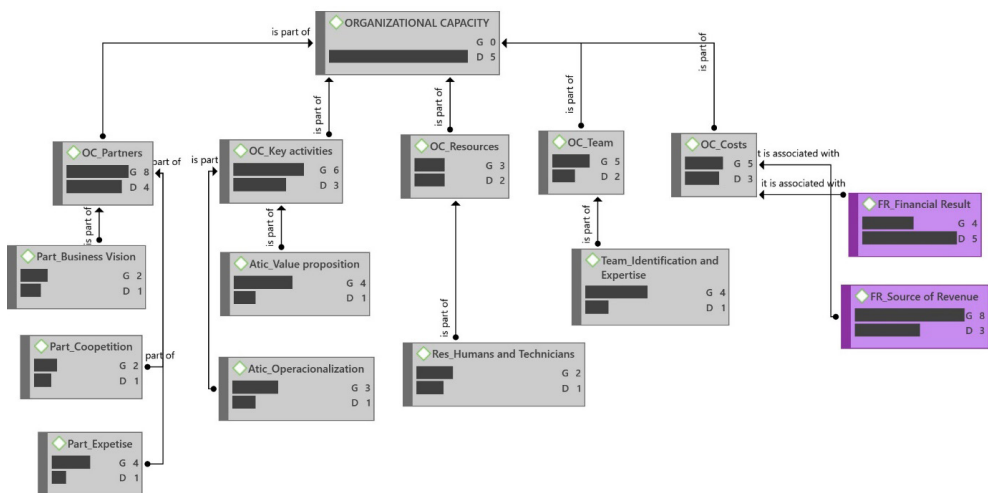 ORGANIZATIONAL CAPACITY
G 0
D 5
is part of
is part of
is part of
is part of
is part of
OC_Partners
G 8
D 4
part of
is part
OC_Key activities
G 6
D 3
OC_Resources
G 3
D 2
OC_Team
G 5
D 2
OC_Costs
G 5
D 3
it is associated with
it is associated with
FR_Financial Result
G 4
D 5
FR_Source of Revenue
G 8
D 3
is part of
is part of
is part of
is part of
Part_Business Vision
G 2
D 1
Atic_Value proposition
G 4
D 1
Team_Identification and
Expertise
G 4
D 1
Part_Coopetition
G 2
D 1
part of
Atic_Operacionalization
G 3
D 1
Res_Humans and Technicians
G 2
D 1
Part_Expetise
G 4
D 1